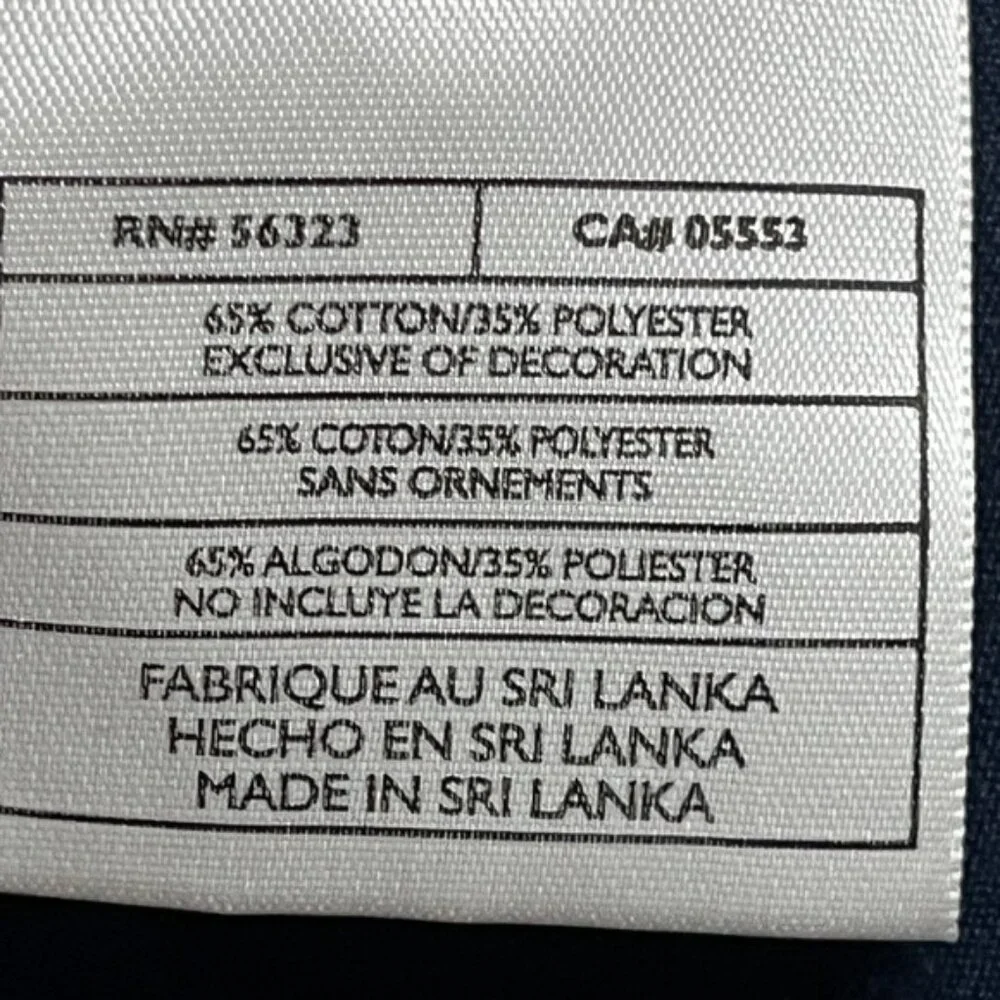 RN# 56323
CA# 05553
65% COTTON/35% POLYESTER
EXCLUSIVE OF DECORATION
65% COTON/35% POLYESTER
SANS ORNEMENTS
65% ALGODON/35% POLIESTER
NO INCLUYE LA DECORACION
FABRIQUE AU SRI LANKA
HECHO EN SRI LANKA
MADE IN SRI LANKA